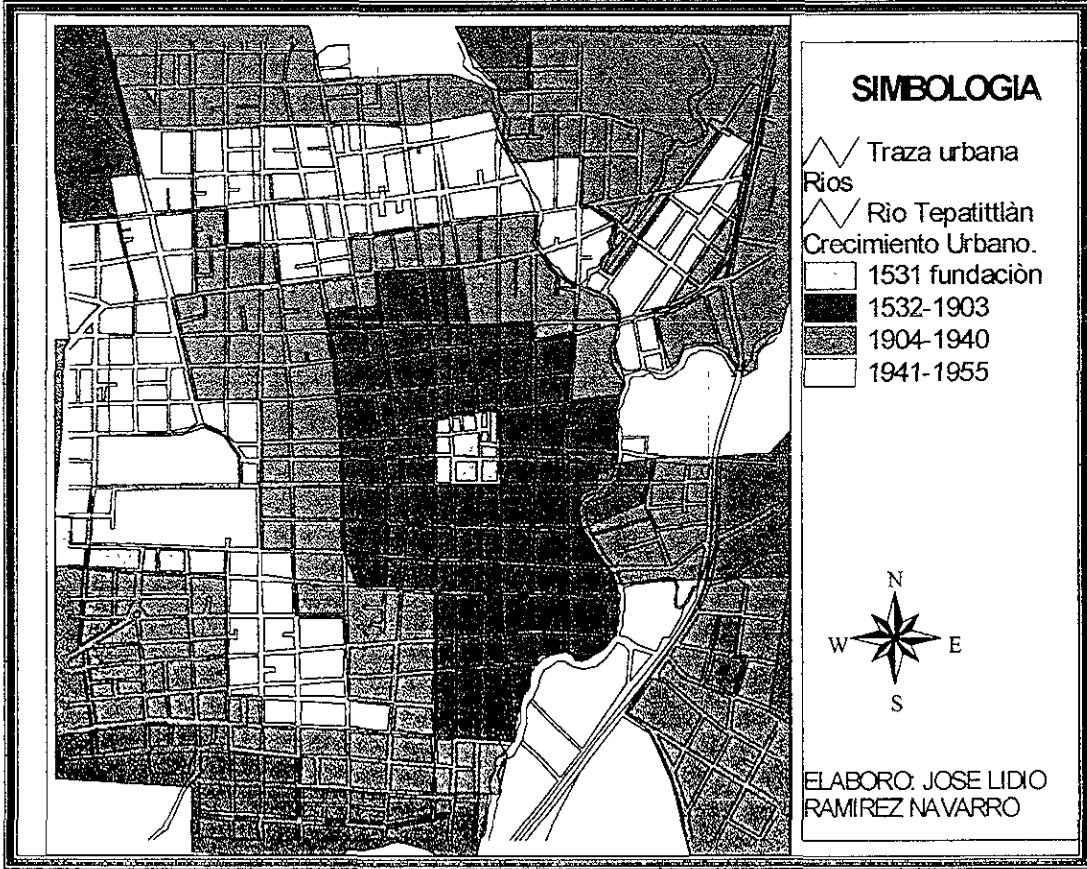 SIMBOLOGIA
Traza urbana
Rios
Rio Tepatittlàn
Crecimiento Urbano.
1531 fundaciòn
1532-1903
1904-1940
1941-1955
N
W E
S
ELABORO: JOSE LIDIO
RAMIREZ NAVARRO